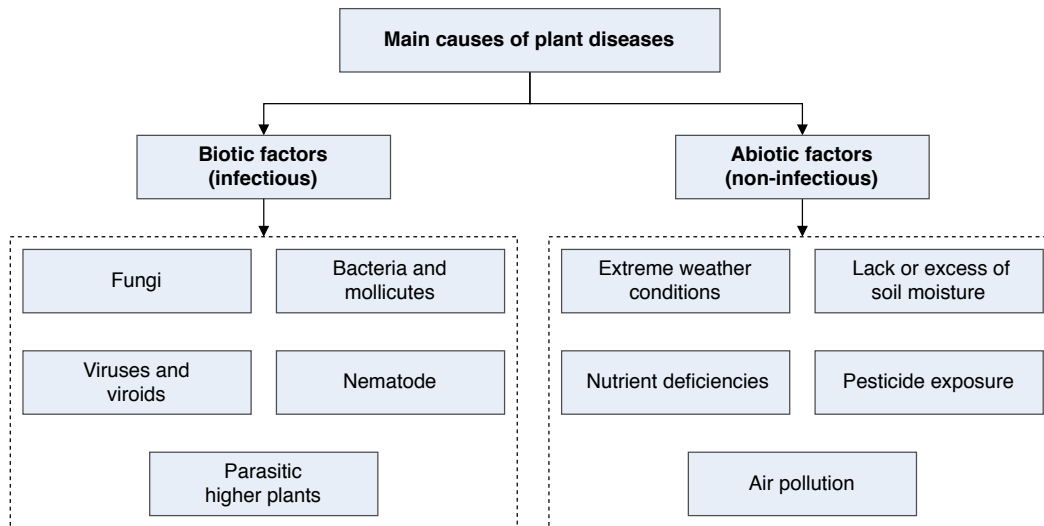 Main causes of plant diseases
Biotic factors
(infectious)
Abiotic factors
(non-infectious)
Fungi
Bacteria and
mollicutes
Viruses and
viroids
Nematode
Parasitic
higher plants
Extreme weather
conditions
Lack or excess of
soil moisture
Nutrient deficiencies
Pesticide exposure
Air pollution